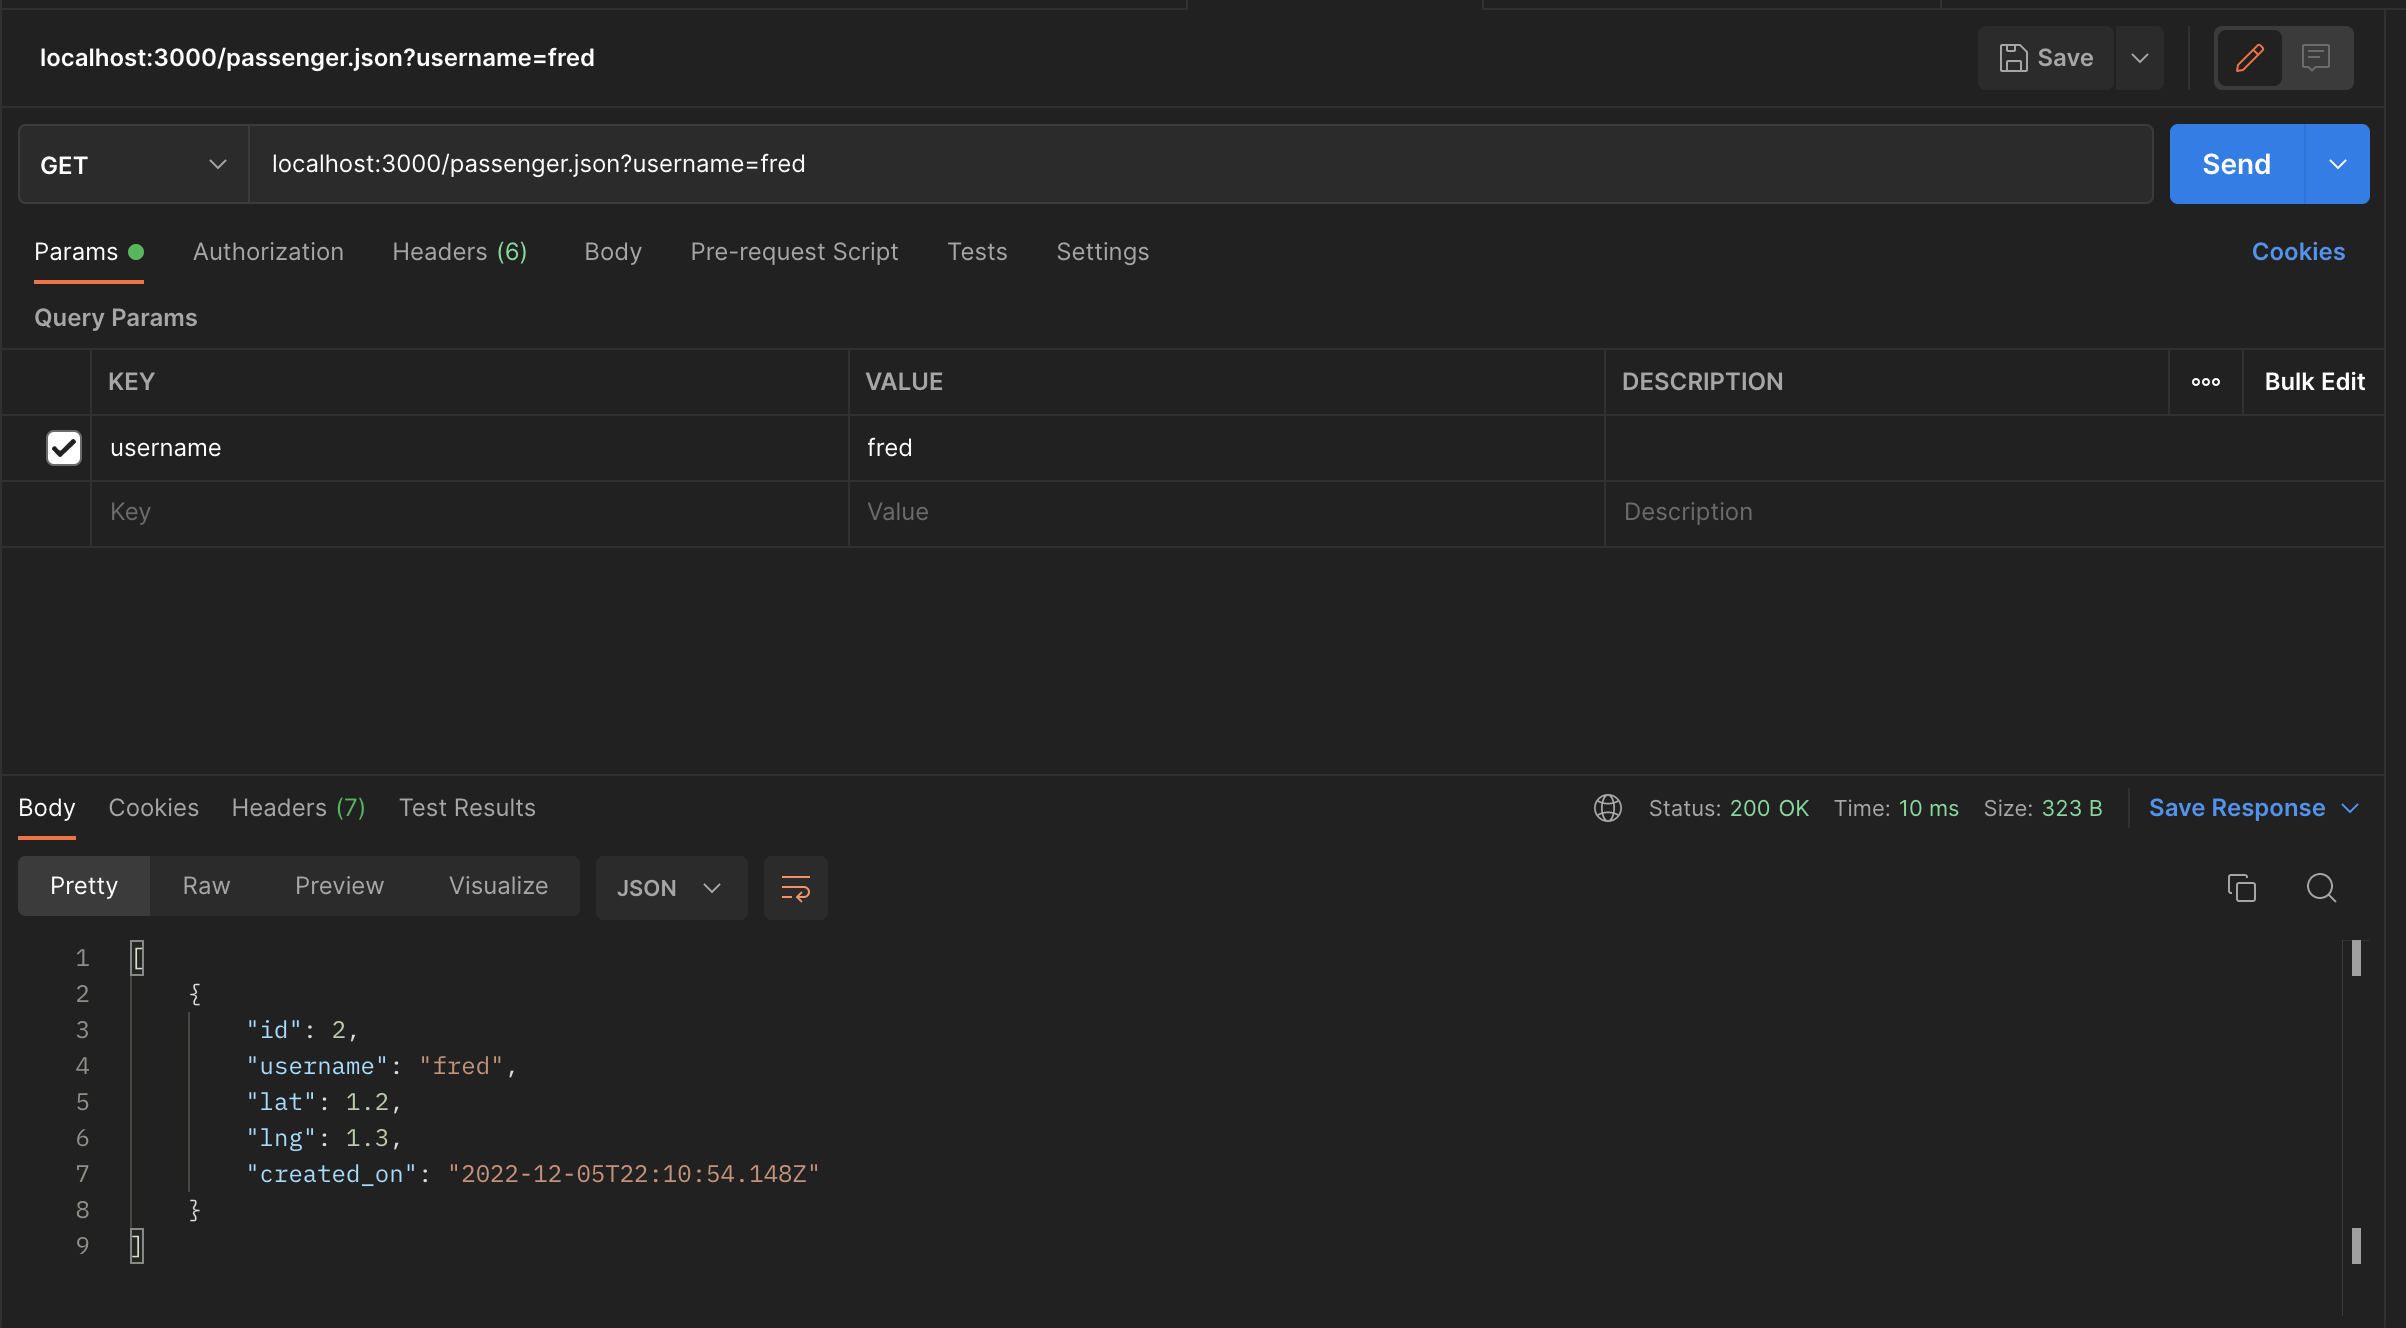 localhost:3000/passenger.json?username=fred
Save
GET
localhost:3000/passenger.json?username=fred
Send
Params Authorization Headers (6) Body Pre-request Script Tests Settings Cookies
Query Params
KEY VALUE DESCRIPTION Bulk Edit
username fred
Key Value Description
Body Cookies Headers (7) Test Results Status: 200 OK Time: 10 ms Size: 323 B Save Response
Pretty Raw Preview Visualize JSON
1 [
2 {
3 "id": 2,
4 "username": "fred",
5 "lat": 1.2,
6 "lng": 1.3,
7 "created_on": "2022-12-05T22:10:54.148Z"
8 }
9 ]